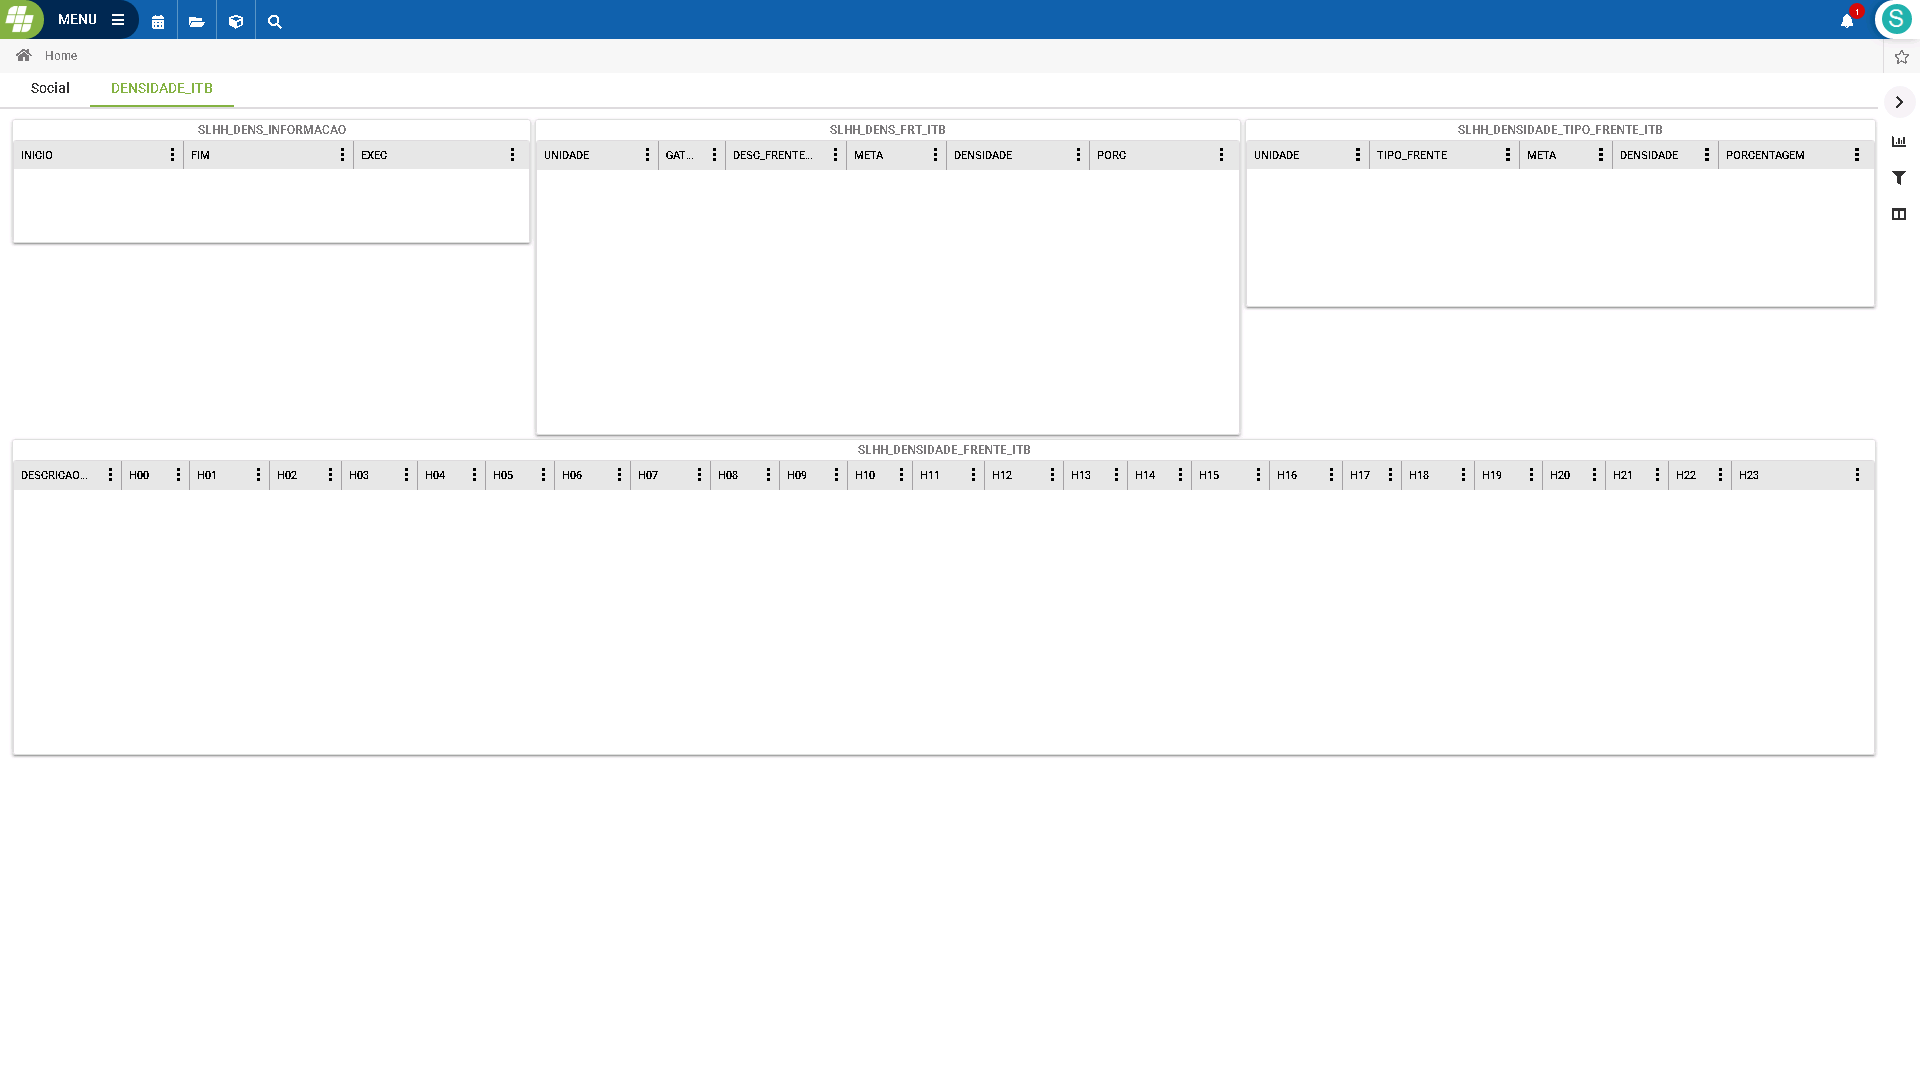 MENU
1
S
Home
Social
DENSIDADE_ITB
SLHH_DENS_INFORMACAO
INICIO FIM EXEC
SLHH_DENS_FRT_ITB
UNIDADE GAT... DESC_FRENTE... META DENSIDADE PORC
SLHH_DENSIDADE_TIPO_FRENTE_ITB
UNIDADE TIPO_FRENTE META DENSIDADE PORCENTAGEM
SLHH_DENSIDADE_FRENTE_ITB
DESCRICAO... H00 H01 H02 H03 H04 H05 H06 H07 H08 H09 H10 H11 H12 H13 H14 H15 H16 H17 H18 H19 H20 H21 H22 H23